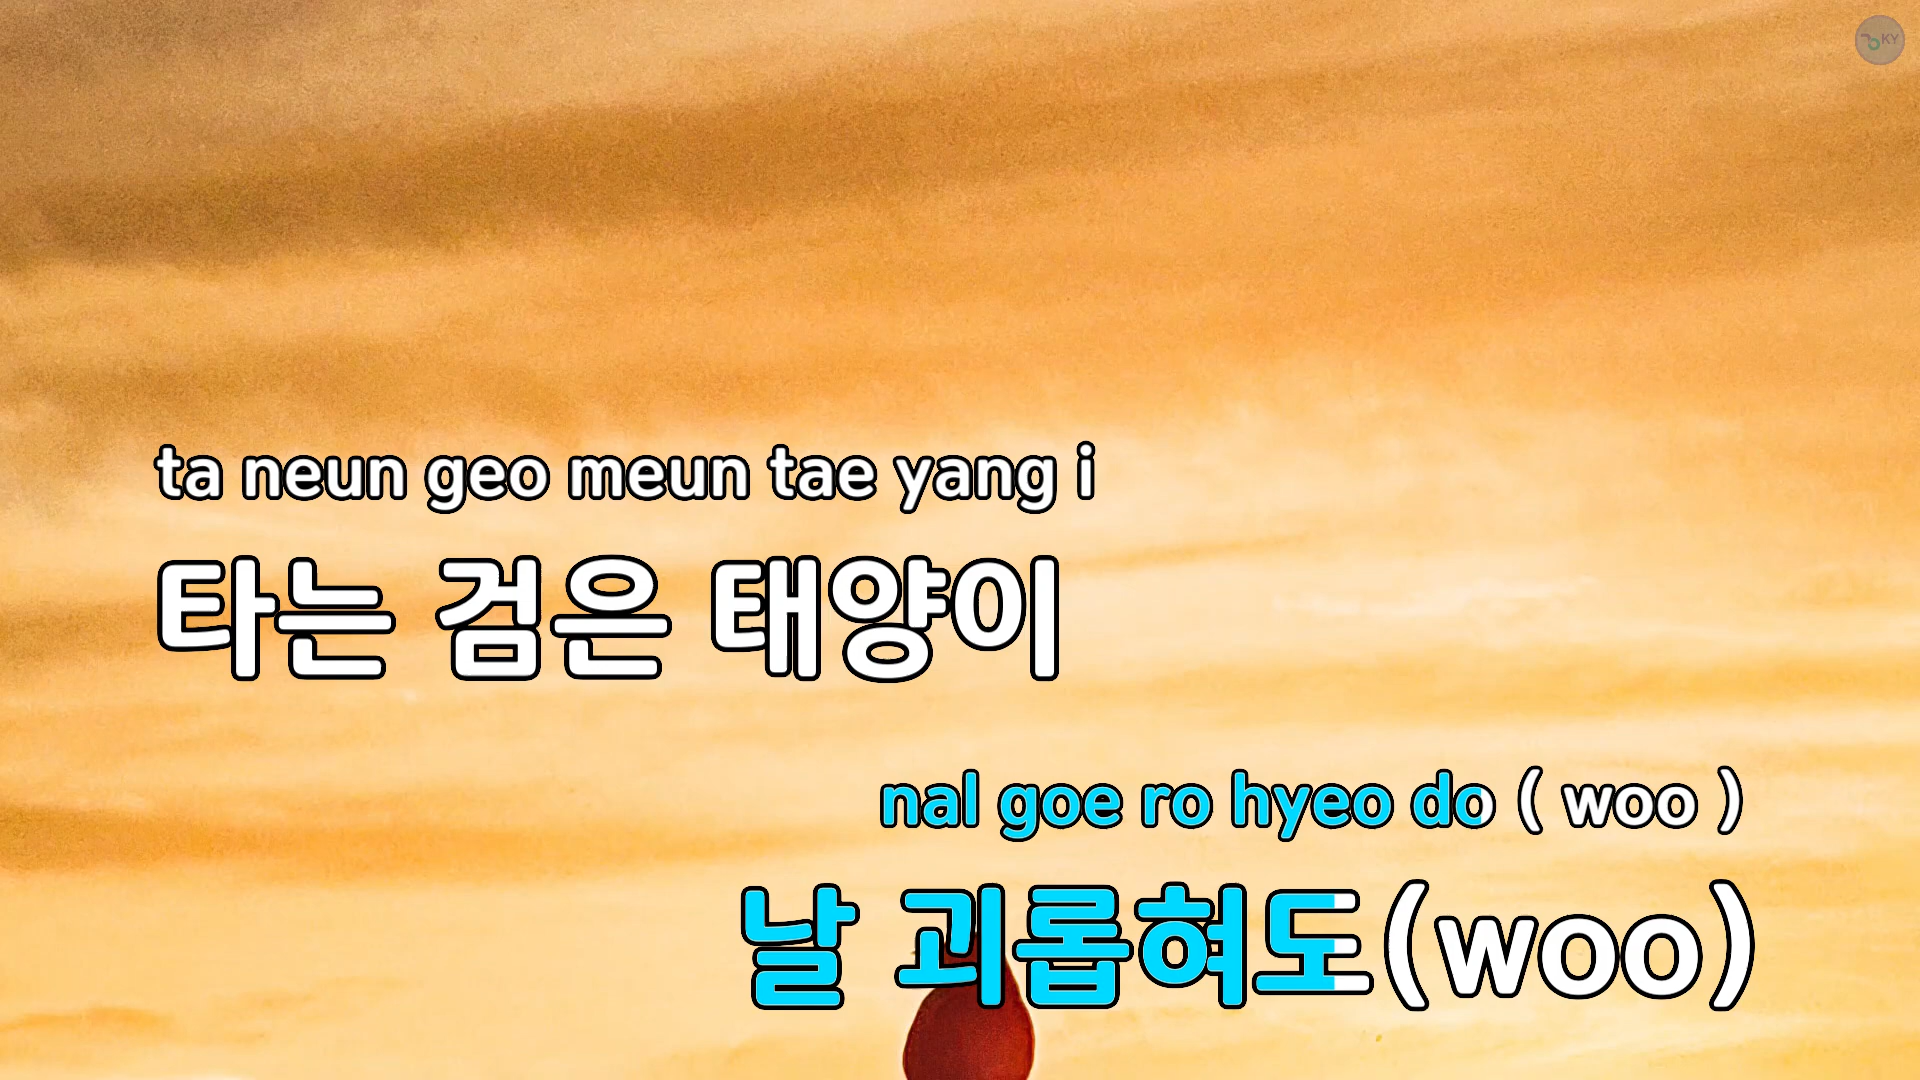 KY
ta neun geo meun tae yang i
타는 검은 태양이
nal goe ro hyeo do ( woo )
날 괴롭혀도(woo)